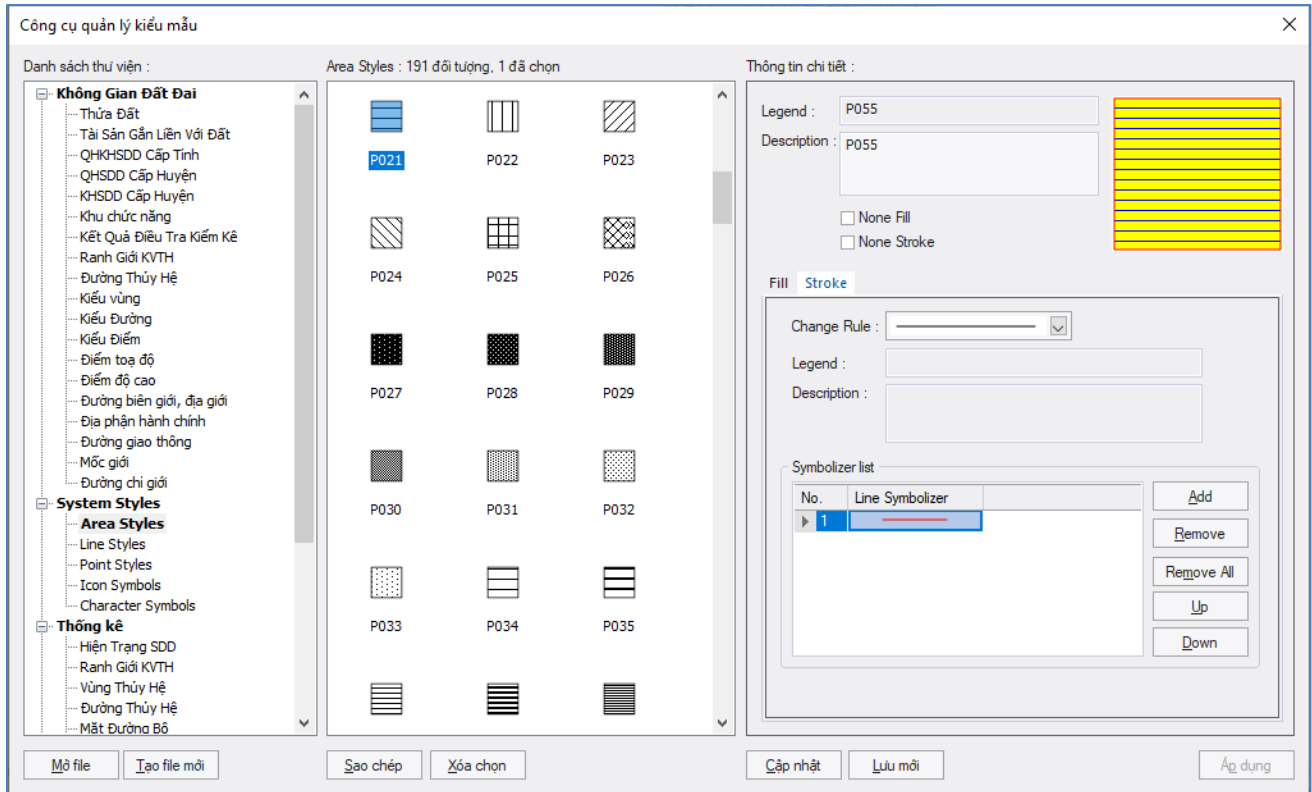 Công cụ quản lý kiểu mẫu
Danh sách thư viện :
Không Gian Đất Đai
Thửa Đất
Tài Sản Gắn Liền Với Đất
QHKHSDD Cấp Tỉnh
QHSDD Cấp Huyện
KHSDD Cấp Huyện
Khu chức năng
Kết Quả Điều Tra Kiểm Kê
Ranh Giới KVTH
Đường Thủy Hệ
Kiểu vùng
Kiểu Đường
Kiểu Điểm
Điểm toạ độ
Điểm độ cao
Đường biên giới, địa giới
Địa phận hành chính
Đường giao thông
Mốc giới
Đường chỉ giới
System Styles
Area Styles
Line Styles
Point Styles
Icon Symbols
Character Symbols
Thống kê
Hiện Trạng SDD
Ranh Giới KVTH
Vùng Thủy Hệ
Đường Thủy Hệ
Mặt Đường Bộ
Mở file
Tạo file mới
Area Styles : 191 đối tượng, 1 đã chọn
P021 P022 P023
P024 P025 P026
P027 P028 P029
P030 P031 P032
P033 P034 P035
Sao chép
Xóa chọn
Thông tin chi tiết :
Legend : P055
Description : P055
None Fill
None Stroke
Fill Stroke
Change Rule :
Legend :
Description :
Symbolizer list
No. Line Symbolizer
1
Add
Remove
Remove All
Up
Down
Cập nhật
Lưu mới
Áp dụng